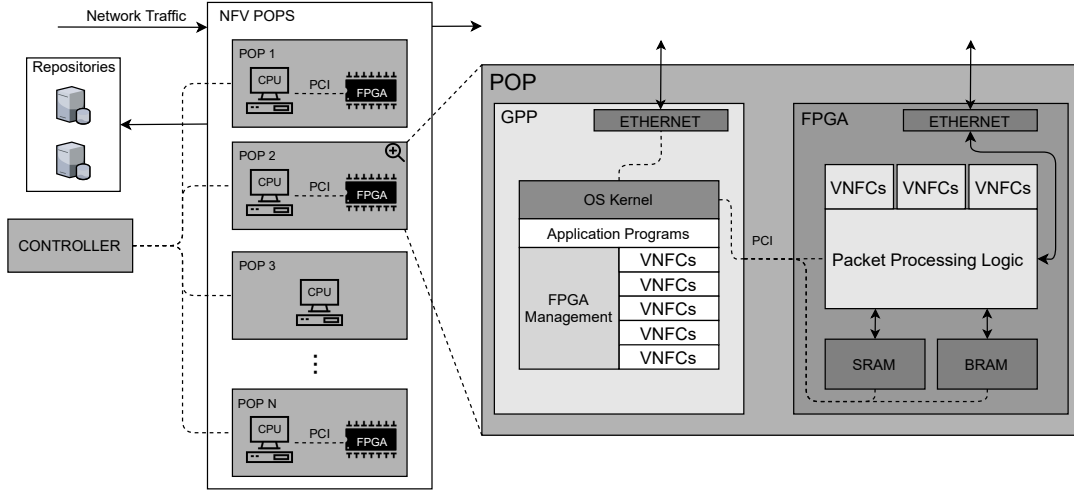 Network Traffic
NFV POPS
Repositories
POP 1
CPU
PCI
FPGA
POP 2
CPU
PCI
FPGA
CONTROLLER
POP 3
CPU
POP N
CPU
PCI
FPGA
POP
GPP
ETHERNET
OS Kernel
Application Programs
FPGA
Management
VNFCs
VNFCs
VNFCs
VNFCs
VNFCs
PCI
FPGA
ETHERNET
VNFCs
VNFCs
VNFCs
Packet Processing Logic
SRAM
BRAM